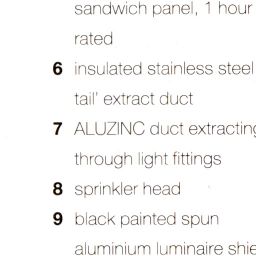 sandwich panel, 1 hour
rated
6 insulated stainless steel
tail' extract duct
7 ALUZINC duct extracting
through light fittings
8 sprinkler head
9 black painted spun
aluminium luminaire shie